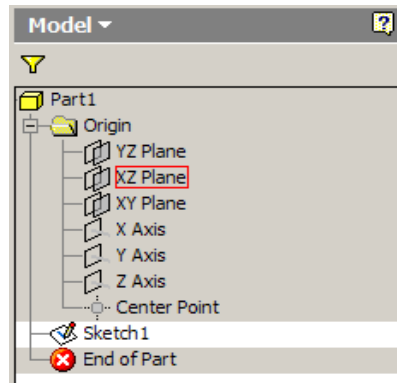 Model
Part1
Origin
YZ Plane
XZ Plane
XY Plane
X Axis
Y Axis
Z Axis
Center Point
Sketch1
End of Part